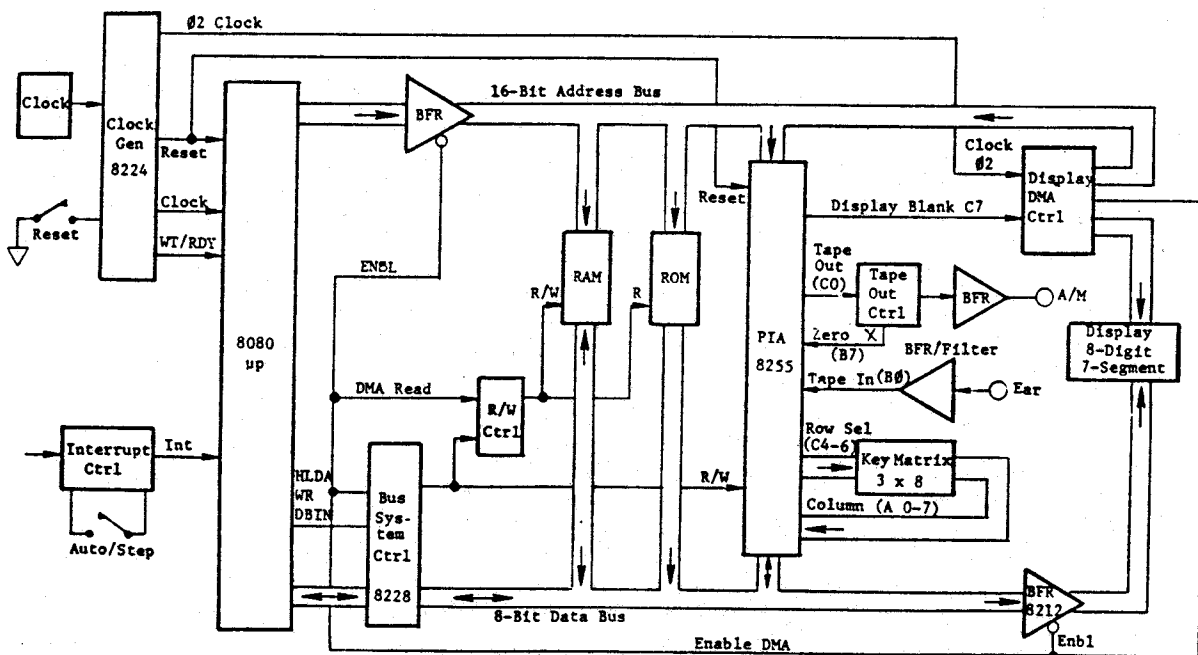 Ø2 Clock
Clock
Clock
Gen
8224
Reset
Clock
WT/RDY
Reset
8080
µp
Interrupt
Ctrl
Int
Auto/Step
BFR
16-Bit Address Bus
ENBL
RAM
ROM
R/W
R
DMA Read
R/W
Ctrl
HLDA
WR
DBIN
Bus
Sys-
tem
Ctrl
8228
R/W
8-Bit Data Bus
Reset
PIA
8255
Clock
Ø2
Display
DMA
Ctrl
Display Blank C7
Tape
Out
(C0)
Tape
Out
Ctrl
BFR
A/M
Zero X
(B7)
BFR/Filter
Tape In (BØ)
Ear
Row Sel
(C4-6)
Key Matrix
3 x 8
Column (A 0-7)
Display
8-Digit
7-Segment
BFR
8212
Enbl
Enable DMA